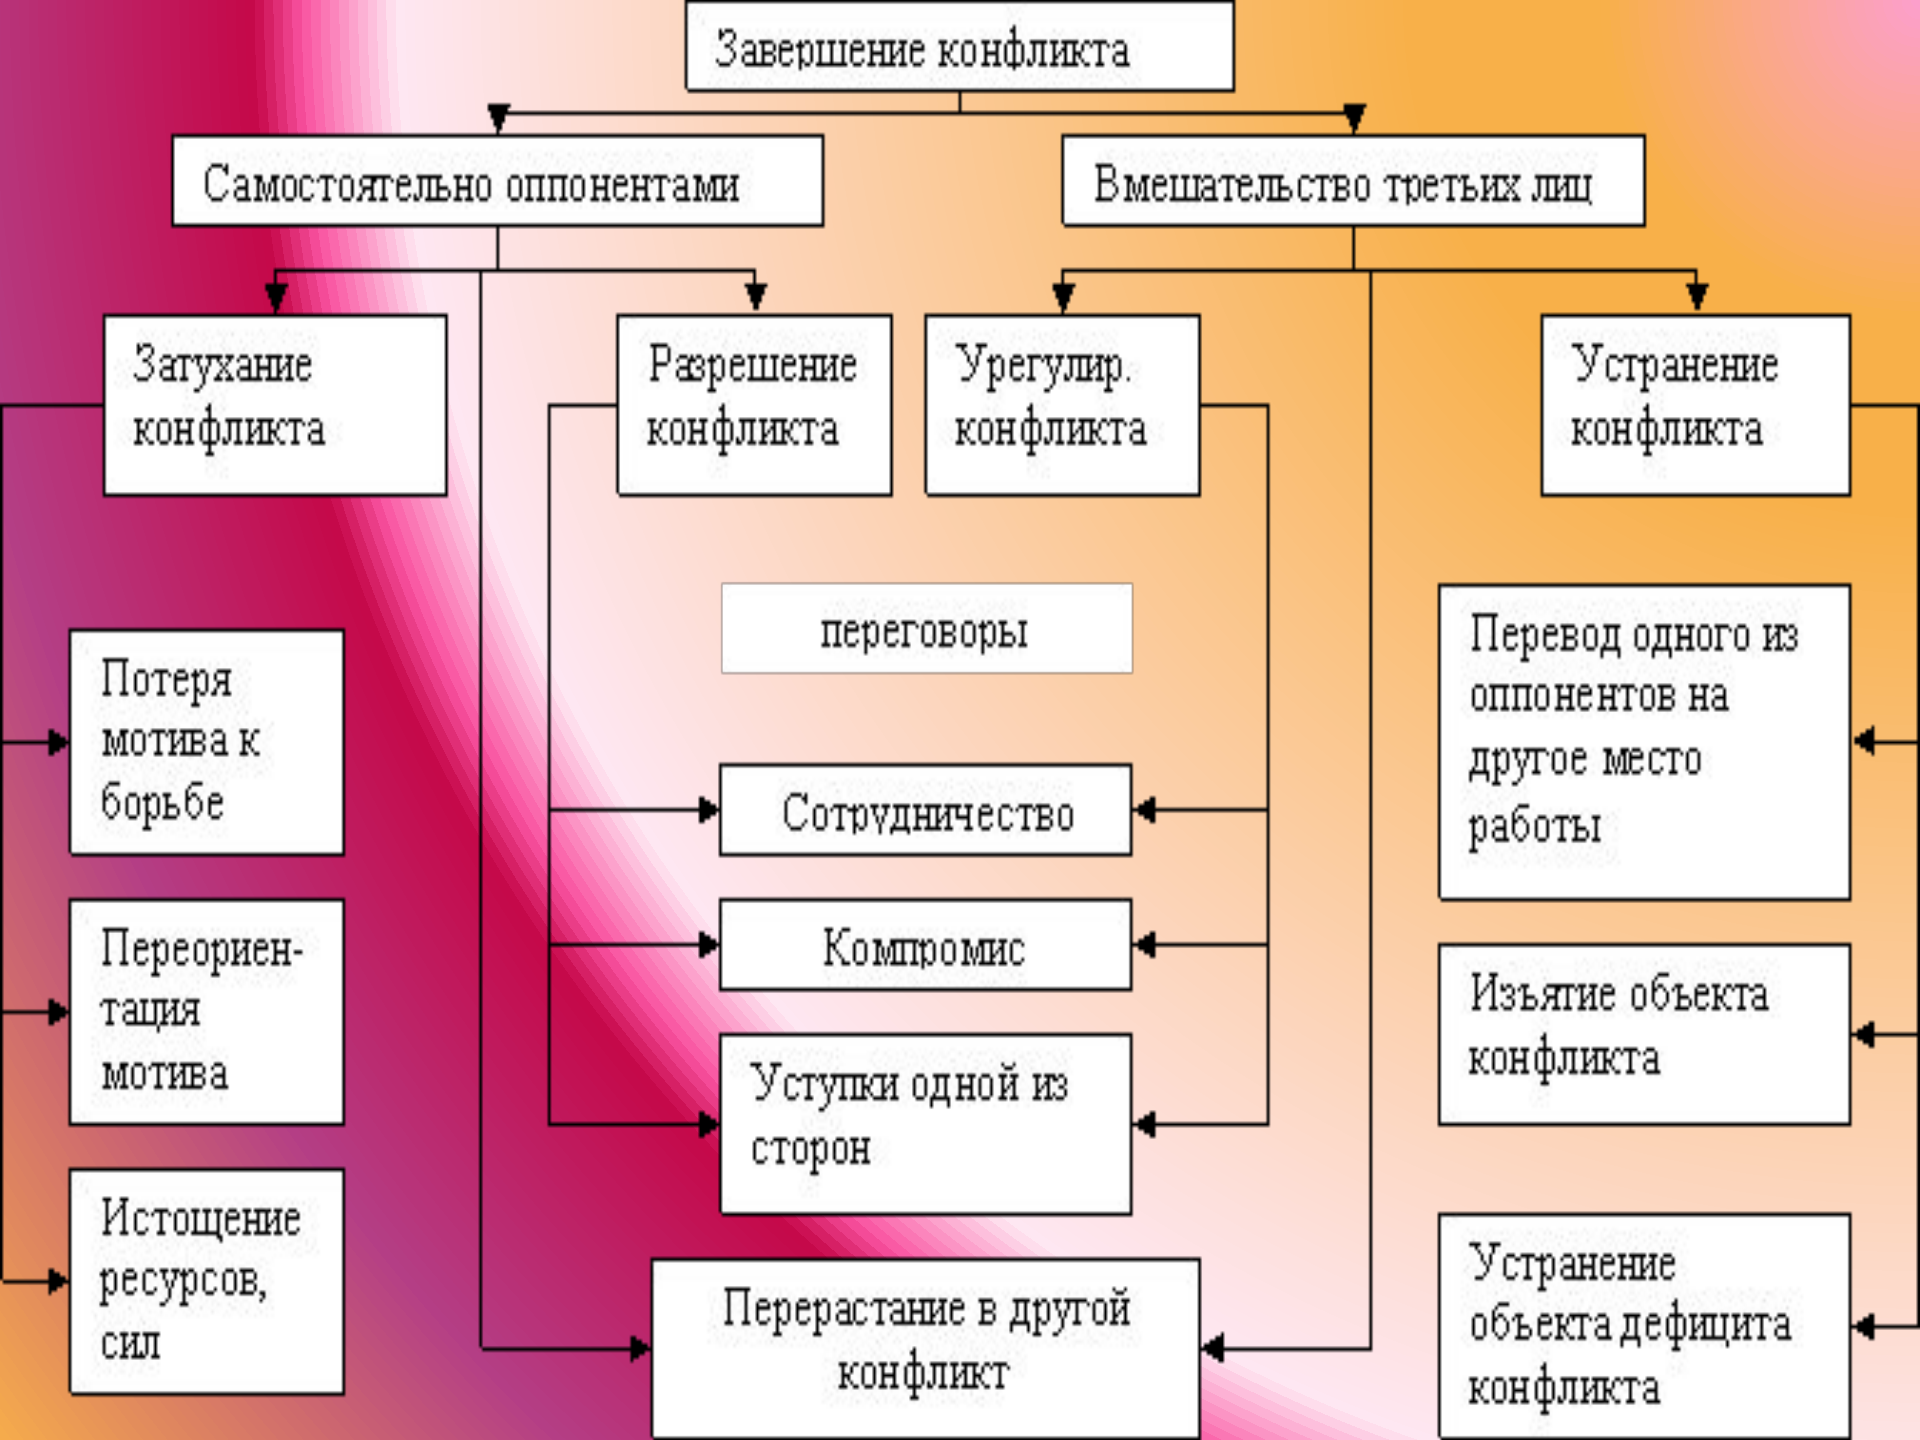 Завершение конфликта
Самостоятельно оппонентами
Вмешательство третьих лиц
Затухание
конфликта
Разрешение
конфликта
Урегулир.
конфликта
Устранение
конфликта
переговоры
Потеря
мотива к
борьбе
Переориен-
тация
мотива
Истощение
ресурсов,
сил
Сотрудничество
Компромис
Уступки одной из
сторон
Перерастание в другой
конфликт
Перевод одного из
оппонентов на
другое место
работы
Изъятие объекта
конфликта
Устранение
объекта дефицита
конфликта